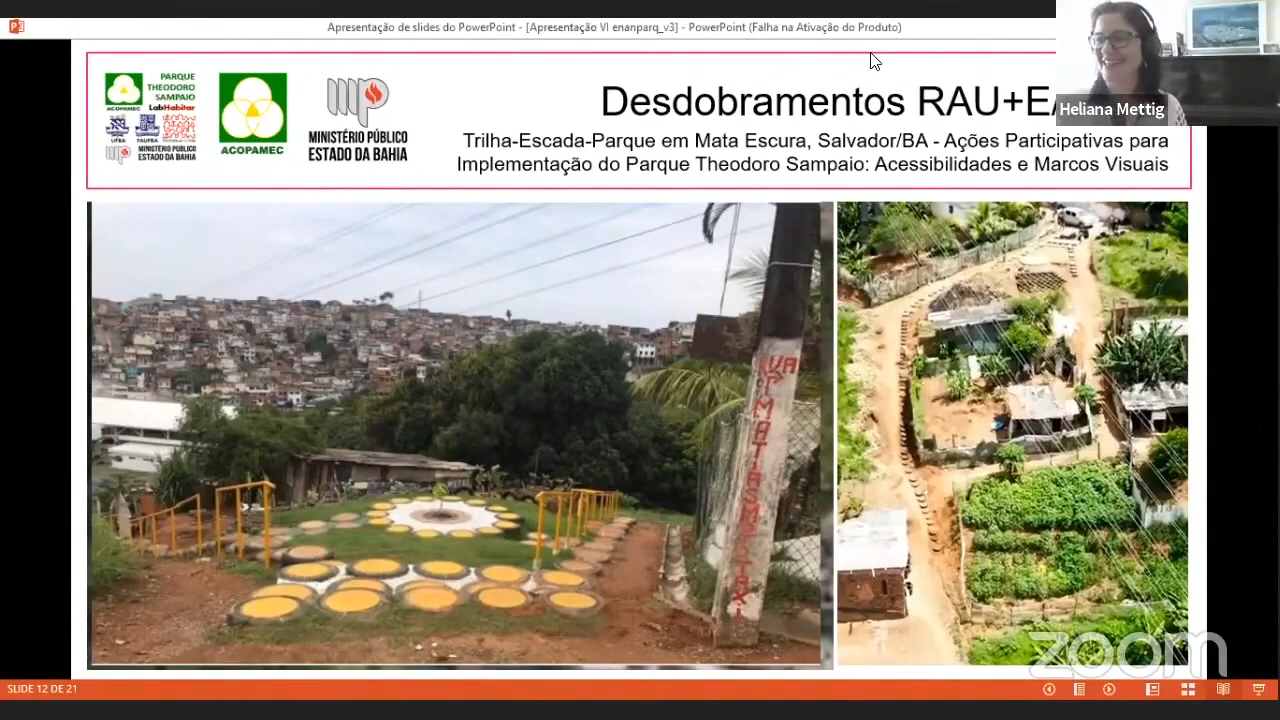 Apresentação de slides do PowerPoint - [Apresentação VI enanparq_v3] - PowerPoint (Falha na Ativação do Produto)
Heliana Mettig
PARQUE
THEODORO
SAMPAIO
LabHabitar
ACOPAMEC
UFBA
FAUFBA
MINISTÉRIO PÚBLICO
ESTADO DA BAHIA
ACOPAMEC
MINISTÉRIO PÚBLICO
ESTADO DA BAHIA
Desdobramentos RAU+E
Trilha-Escada-Parque em Mata Escura, Salvador/BA - Ações Participativas para
Implementação do Parque Theodoro Sampaio: Acessibilidades e Marcos Visuais
zoom
SLIDE 12 DE 21